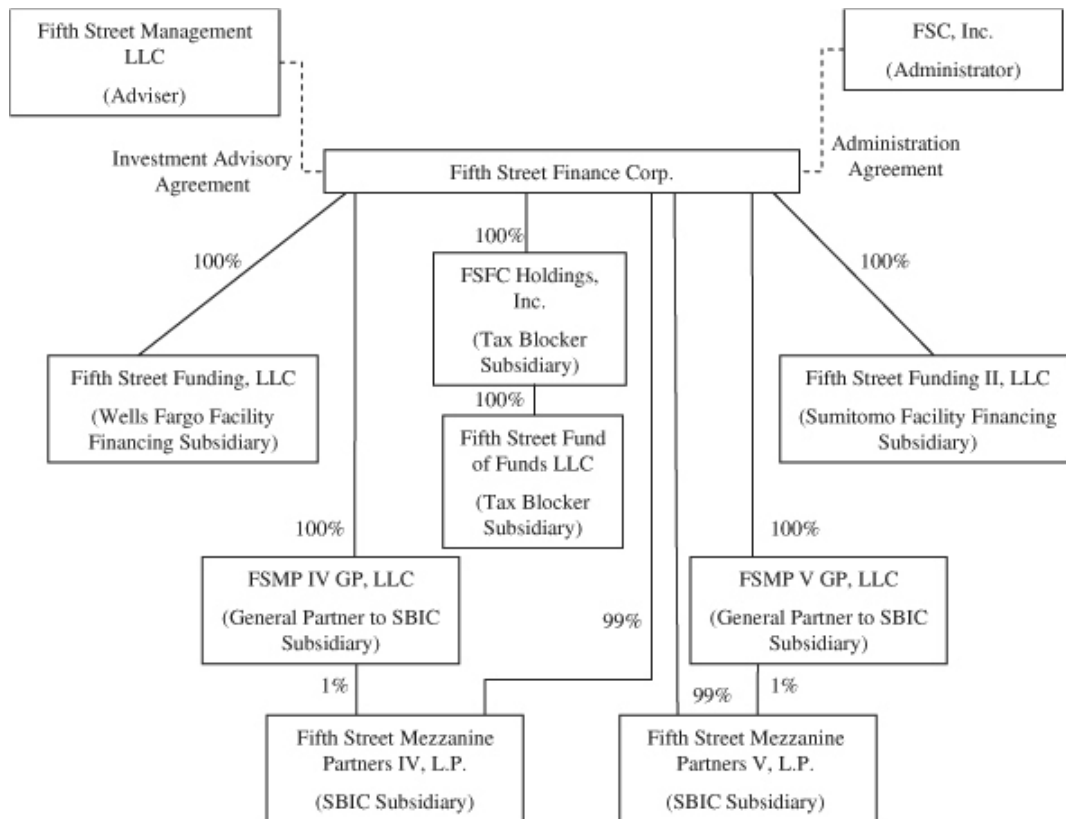 Fifth Street Management
LLC
(Adviser)
FSC, Inc.
(Administrator)
Investment Advisory
Agreement
Administration
Agreement
Fifth Street Finance Corp.
100%
100%
100%
FSFC Holdings,
Inc.
(Tax Blocker
Subsidiary)
Fifth Street Funding, LLC
(Wells Fargo Facility
Financing Subsidiary)
Fifth Street Funding II, LLC
(Sumitomo Facility Financing
Subsidiary)
100%
Fifth Street Fund
of Funds LLC
(Tax Blocker
Subsidiary)
100%
100%
FSMP IV GP, LLC
(General Partner to SBIC
Subsidiary)
99%
FSMP V GP, LLC
(General Partner to SBIC
Subsidiary)
1%
99%
1%
Fifth Street Mezzanine
Partners IV, L.P.
(SBIC Subsidiary)
Fifth Street Mezzanine
Partners V, L.P.
(SBIC Subsidiary)